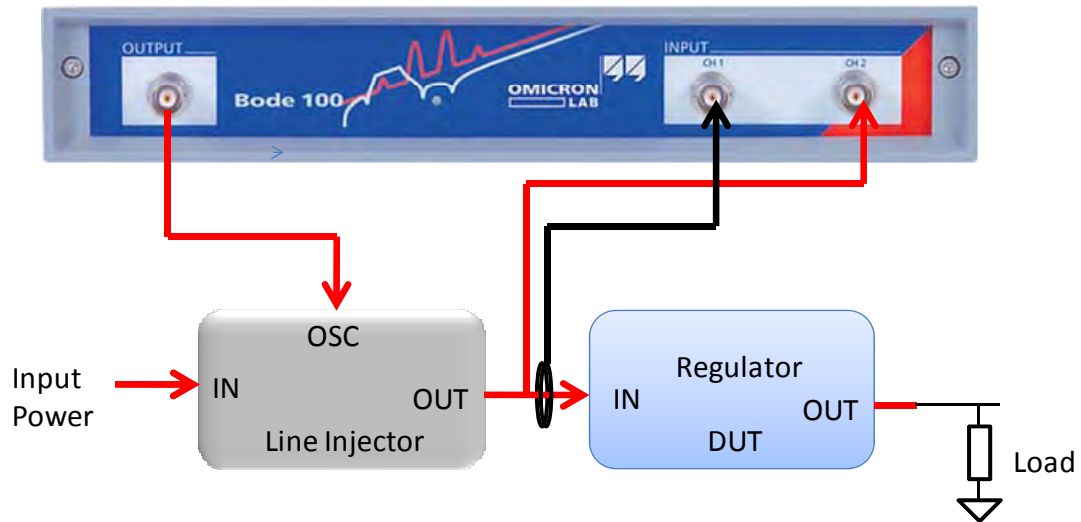 OUTPUT
INPUT
CH 1
CH 2
Bode 100
®
OMICRON
LAB
OSC
Input
Power
IN
OUT
Line Injector
Regulator
IN
OUT
DUT
Load